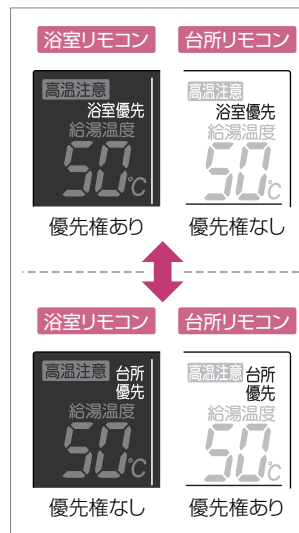 浴室リモコン 台所リモコン
高温注意 高温注意
浴室優先 浴室優先
給湯温度 給湯温度
50℃ 50℃
優先権あり 優先権なし
浴室リモコン 台所リモコン
高温注意 台所 高温注意 台所
優先 優先
給湯温度 給湯温度
50℃ 50℃
優先権なし 優先権あり